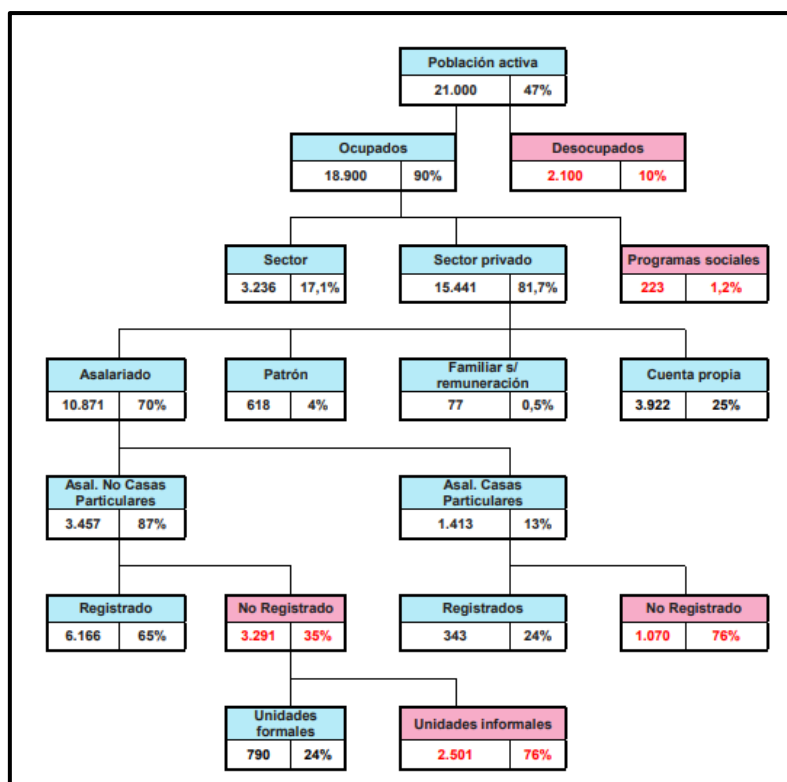 Población activa
21.000 47%
Ocupados Desocupados
18.900 90% 2.100 10%
Sector Sector privado Programas sociales
3.236 17,1% 15.441 81,7% 223 1,2%
Asalariado Patrón Familiar s/
remuneración Cuenta propia
10.871 70% 618 4% 77 0,5% 3.922 25%
Asal. No Casas
Particulares
3.457 87%
Asal. Casas
Particulares
1.413 13%
Registrado No Registrado Registrados No Registrado
6.166 65% 3.291 35% 343 24% 1.070 76%
Unidades
formales
790 24%
Unidades informales
2.501 76%